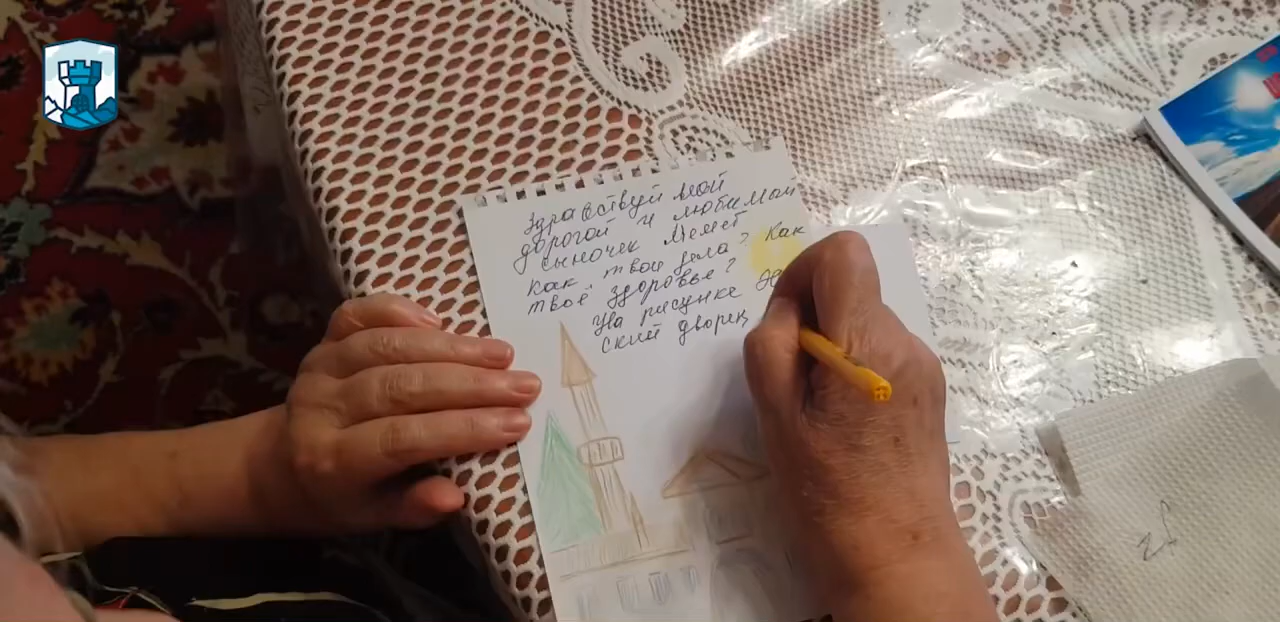 Здравствуй мой
дорогой и любимый
сыночек Мемет
как твои дела? Как
твоё здоровье?
На рисунке
ский дворец